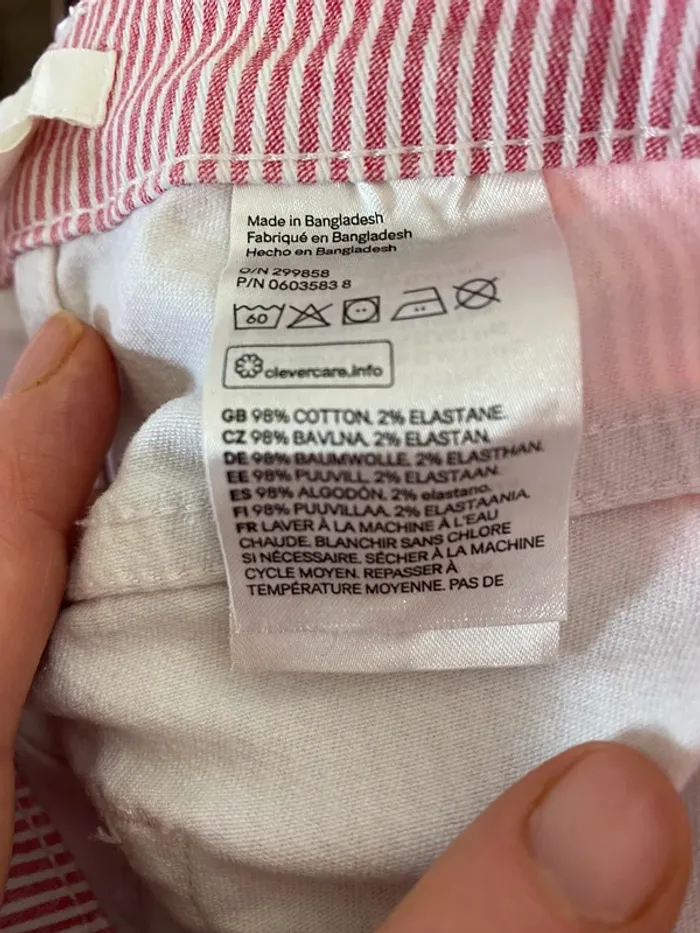 Made in Bangladesh
Fabriqué en Bangladesh
Hecho en Bangladesh
O/N 299858
P/N 0603583 8
60
clevercare.info
GB 98% COTTON. 2% ELASTANE.
CZ 98% BAVLNA. 2% ELASTAN.
DE 98% BAUMWOLLE. 2% ELASTHAN.
EE 98% PUUVILL. 2% ELASTAAN.
ES 98% ALGODÓN. 2% elastano.
FI 98% PUUVILLAA. 2% ELASTAANIA.
FR LAVER À LA MACHINE À L'EAU
CHAUDE. BLANCHIR SANS CHLORE
SI NÉCESSAIRE. SÉCHER À LA MACHINE
CYCLE MOYEN. REPASSER À
TEMPÉRATURE MOYENNE. PAS DE